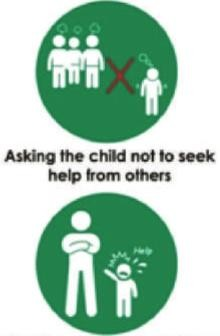 Asking the child not to seek
help from others
Help